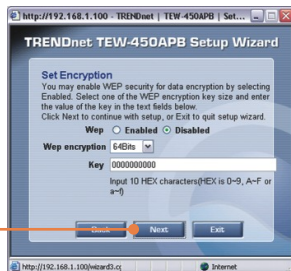 http://192.168.1.100 - TRENDnet | TEW-450APB | Set...
TRENDnet TEW-450APB Setup Wizard
Set Encryption
You may enable WEP security for data encryption by selecting
Enabled. Select one of the WEP encryption key size and enter
the value of the key in the text fields below.
Click Next to continue with setup, or Exit to quit setup wizard.
Wep Enabled Disabled
Wep encryption 64Bits
Key 0000000000
Input 10 HEX characters(HEX is 0~9, A~F or
a~f)
Back Next Exit
http://192.168.1.100/wizard3.c Internet